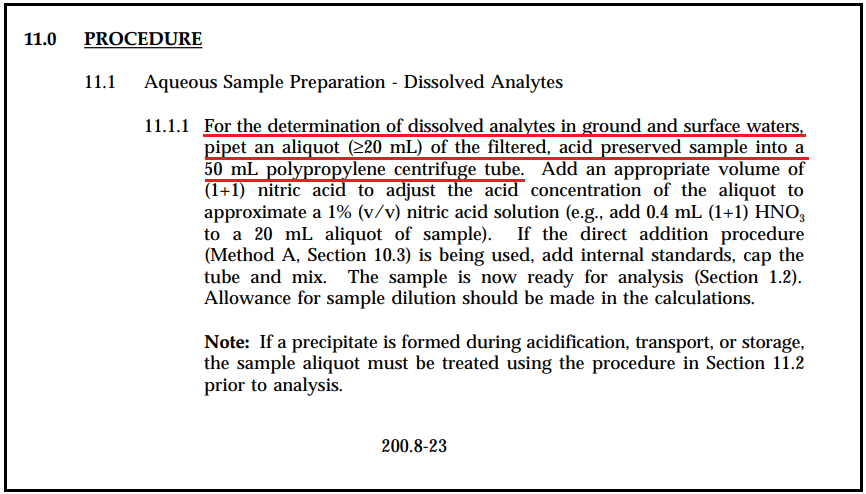 11.0 PROCEDURE
11.1 Aqueous Sample Preparation - Dissolved Analytes
11.1.1 For the determination of dissolved analytes in ground and surface waters,
pipet an aliquot (≥20 mL) of the filtered, acid preserved sample into a
50 mL polypropylene centrifuge tube. Add an appropriate volume of
(1+1) nitric acid to adjust the acid concentration of the aliquot to
approximate a 1% (v/v) nitric acid solution (e.g., add 0.4 mL (1+1) HNO₃
to a 20 mL aliquot of sample). If the direct addition procedure
(Method A, Section 10.3) is being used, add internal standards, cap the
tube and mix. The sample is now ready for analysis (Section 1.2).
Allowance for sample dilution should be made in the calculations.
Note: If a precipitate is formed during acidification, transport, or storage,
the sample aliquot must be treated using the procedure in Section 11.2
prior to analysis.
200.8-23